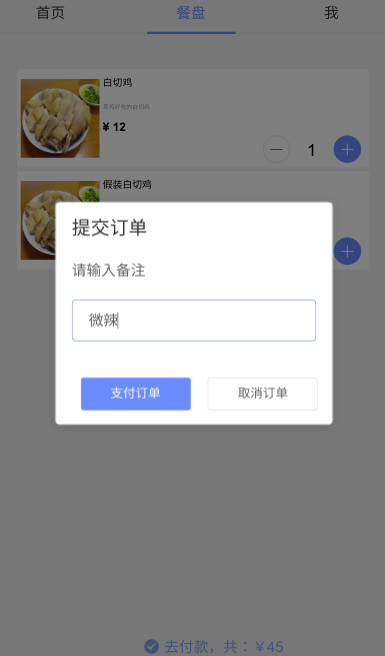 首页 餐盘 我
白切鸡
是鸡好吃的白切鸡
¥ 12
1
假装白切鸡
提交订单
请输入备注
微辣
支付订单 取消订单
去付款，共：￥45